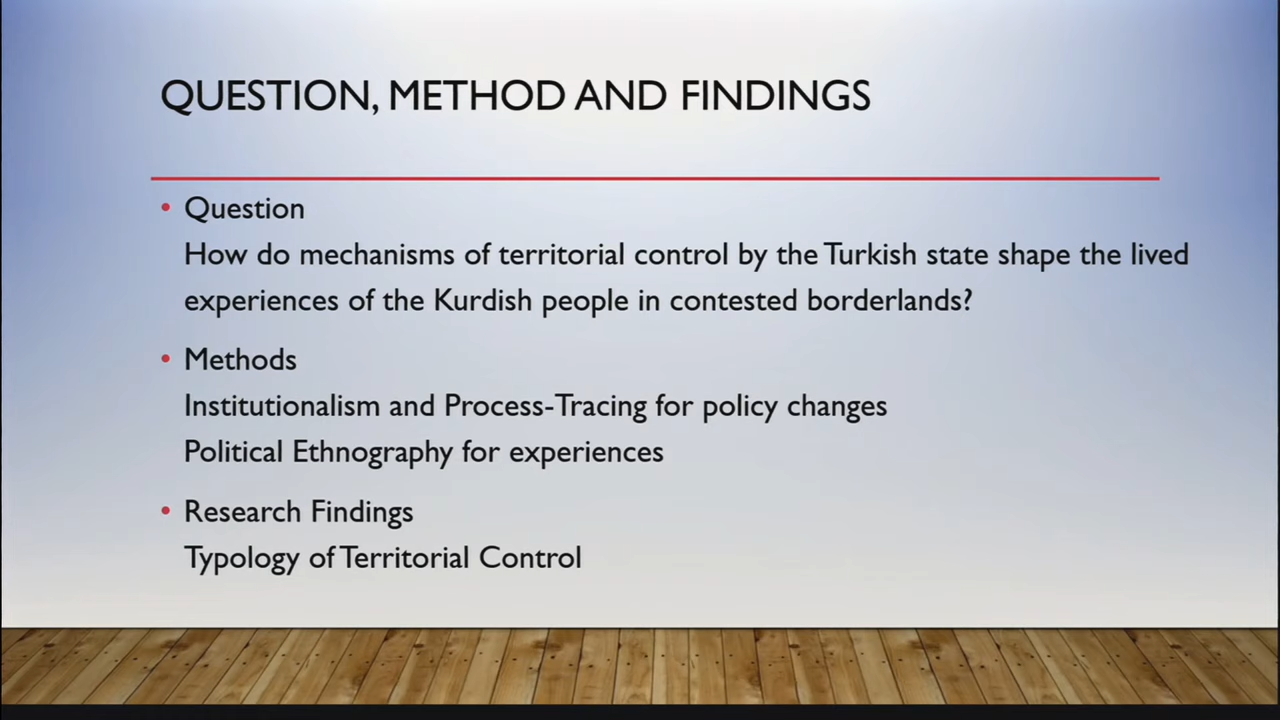 QUESTION, METHOD AND FINDINGS
• Question
How do mechanisms of territorial control by the Turkish state shape the lived
experiences of the Kurdish people in contested borderlands?
• Methods
Institutionalism and Process-Tracing for policy changes
Political Ethnography for experiences
• Research Findings
Typology of Territorial Control